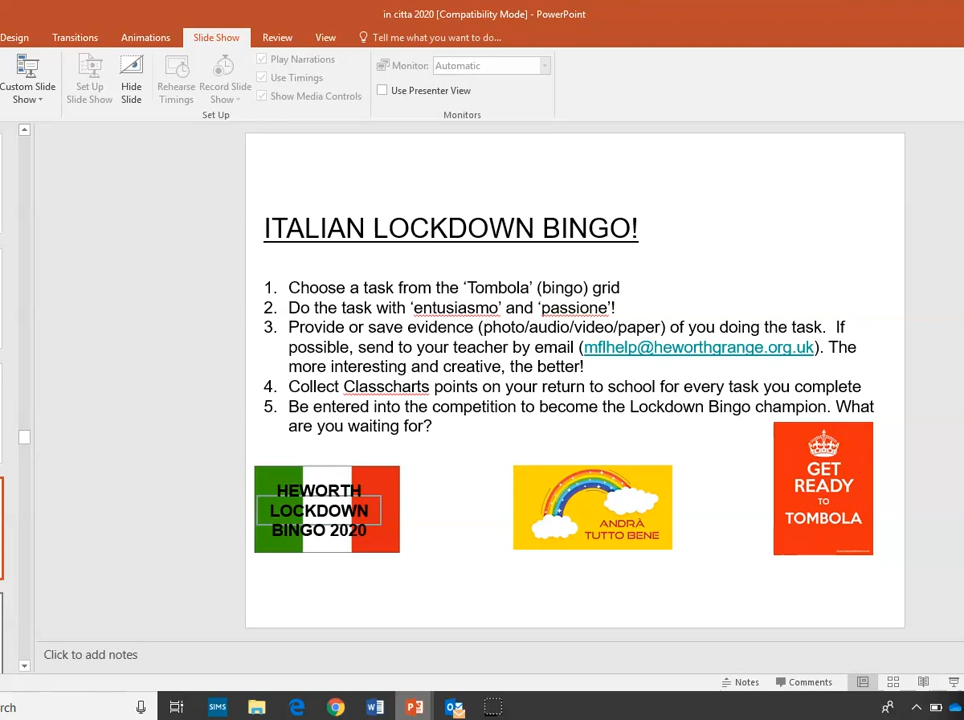 in citta 2020 [Compatibility Mode] - PowerPoint
Design Transitions Animations Slide Show Review View Tell me what you want to do...
Custom Slide Show
Set Up Slide Show
Hide Slide
Rehearse Timings
Record Slide Show
Play Narrations
Use Timings
Show Media Controls
Set Up
Monitor: Automatic
Use Presenter View
Monitors
ITALIAN LOCKDOWN BINGO!
1. Choose a task from the ‘Tombola’ (bingo) grid
2. Do the task with ‘entusiasmo’ and ‘passione’!
3. Provide or save evidence (photo/audio/video/paper) of you doing the task. If
possible, send to your teacher by email (mflhelp@heworthgrange.org.uk). The
more interesting and creative, the better!
4. Collect Classcharts points on your return to school for every task you complete
5. Be entered into the competition to become the Lockdown Bingo champion. What
are you waiting for?
HEWORTH
LOCKDOWN
BINGO 2020
ANDRÀ
TUTTO BENE
GET
READY
TO
TOMBOLA
Click to add notes
Notes Comments
rch
SIMS